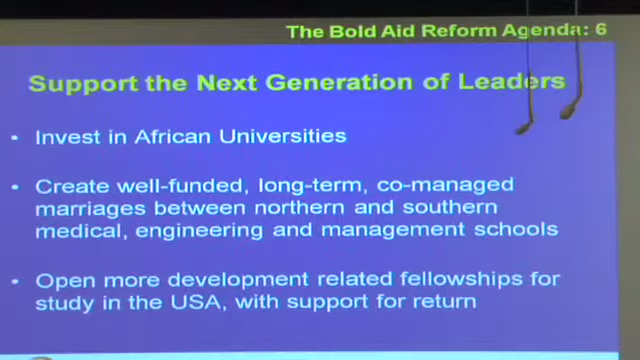 The Bold Aid Reform Agenda: 6
Support the Next Generation of Leaders
• Invest in African Universities
• Create well-funded, long-term, co-managed
marriages between northern and southern
medical, engineering and management schools
• Open more development related fellowships for
study in the USA, with support for return